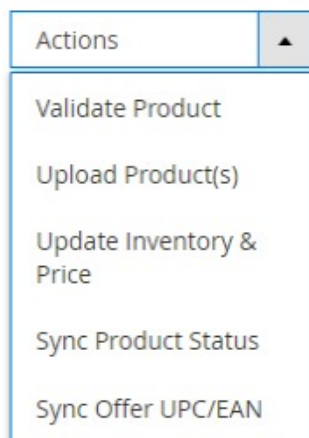 Actions
Validate Product
Upload Product(s)
Update Inventory &
Price
Sync Product Status
Sync Offer UPC/EAN